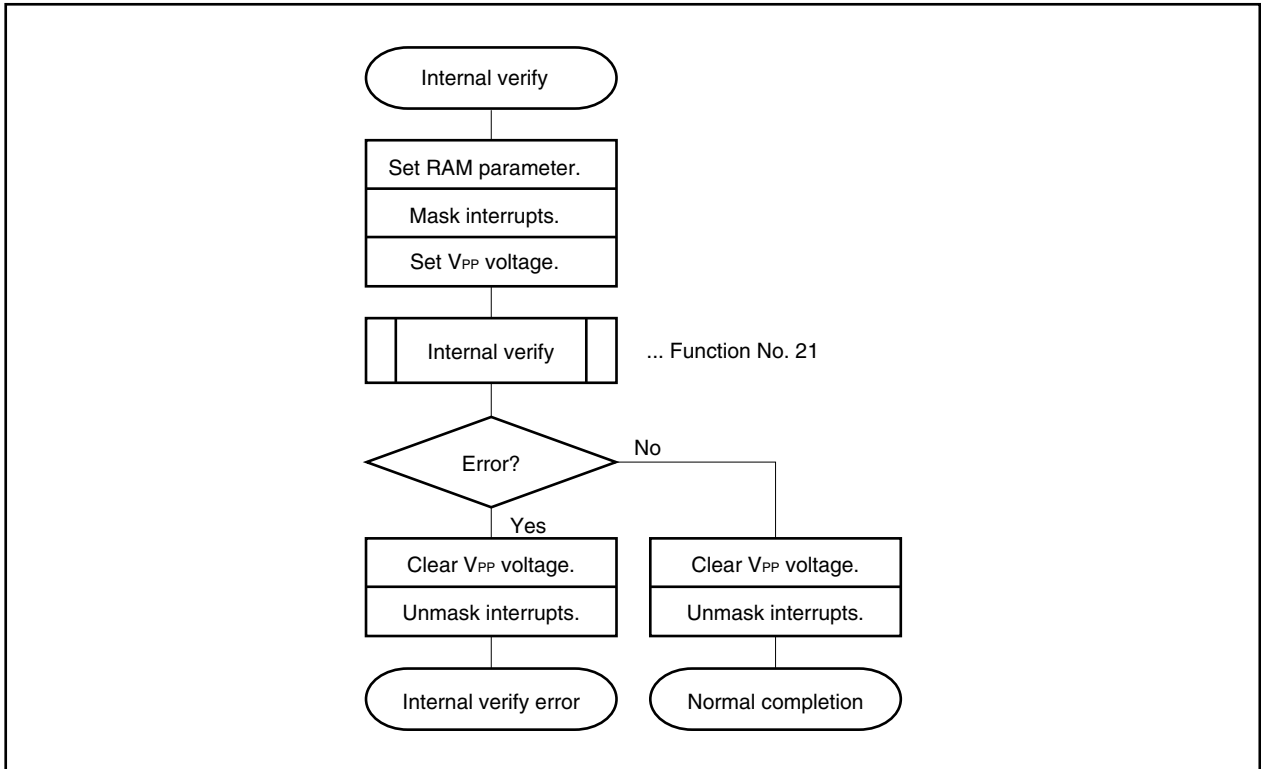 Internal verify
Set RAM parameter.
Mask interrupts.
Set VPP voltage.
Internal verify
... Function No. 21
Error?
No
Yes
Clear VPP voltage.
Clear VPP voltage.
Unmask interrupts.
Unmask interrupts.
Internal verify error
Normal completion